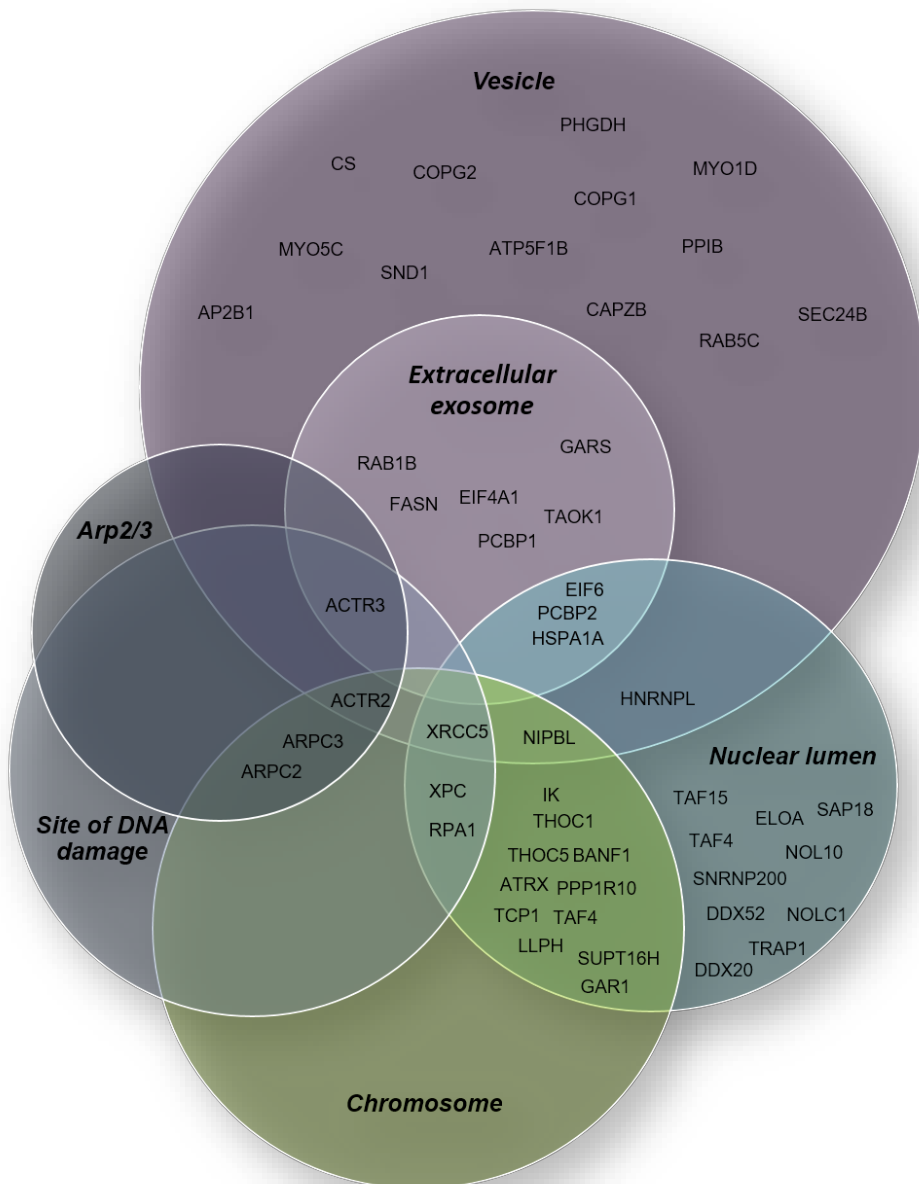 Vesicle
PHGDH
CS
COPG2
MYO1D
COPG1
MYO5C
ATP5F1B
PPIB
SND1
AP2B1
CAPZB
SEC24B
RAB5C
Extracellular
exosome
GARS
RAB1B
EIF4A1
FASN
TAOK1
PCBP1
Arp2/3
EIF6
PCBP2
HSPA1A
ACTR3
ACTR2
HNRNPL
XRCC5
NIPBL
ARPC3
ARPC2
Nuclear lumen
XPC
RPA1
IK
THOC1
THOC5 BANF1
ATRX PPP1R10
TCP1 TAF4
LLPH
SUPT16H
GAR1
TAF15
SAP18
ELOA
TAF4
NOL10
SNRNP200
DDX52 NOLC1
TRAP1
DDX20
Site of DNA
damage
Chromosome